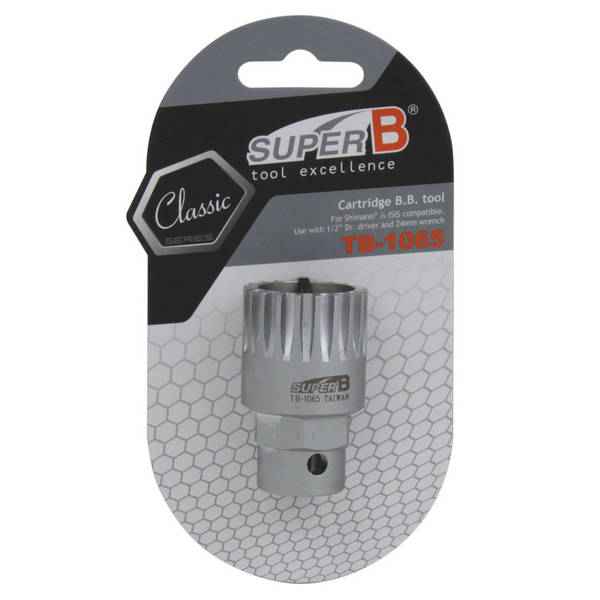 SUPER B®
tool excellence
Classic
SERIES
Cartridge B.B. tool
For Shimano® is ISIS compatible.
Use with 1/2" Dr. driver and 24mm wrench
TB-1065
SUPER B
TB-1065 TAIWAN